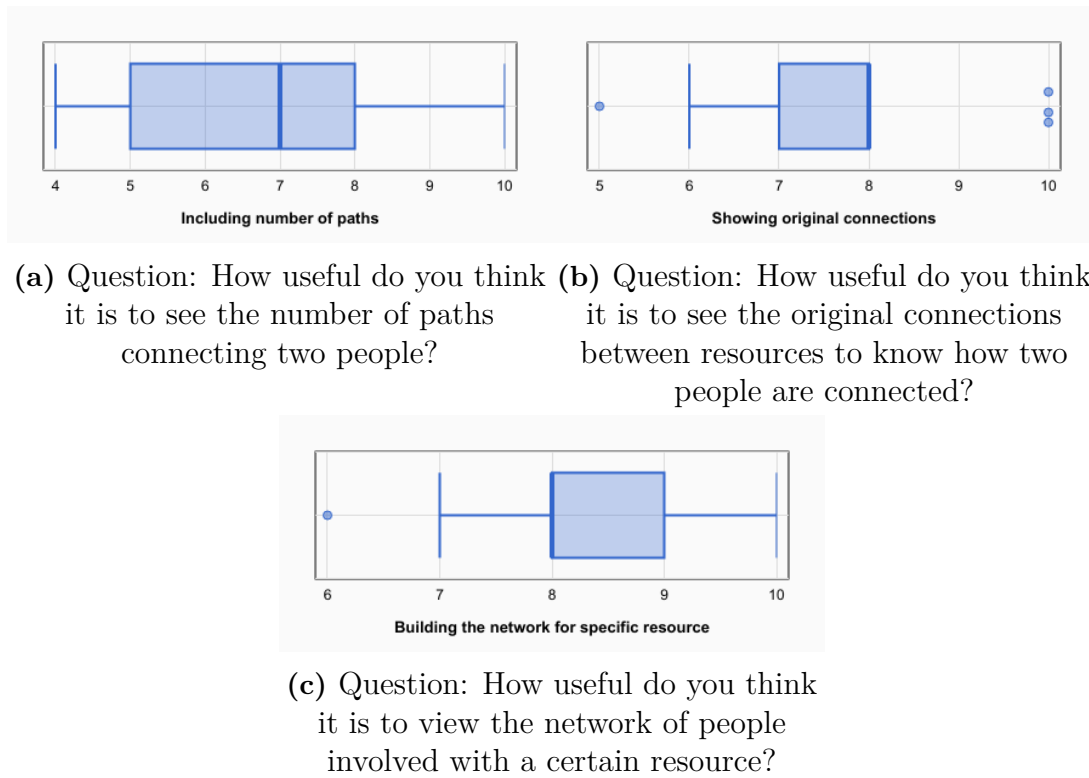 4 5 6 7 8 9 10
Including number of paths
5 6 7 8 9 10
Showing original connections
(a) Question: How useful do you think
it is to see the number of paths
connecting two people?
(b) Question: How useful do you think
it is to see the original connections
between resources to know how two
people are connected?
6 7 8 9 10
Building the network for specific resource
(c) Question: How useful do you think
it is to view the network of people
involved with a certain resource?